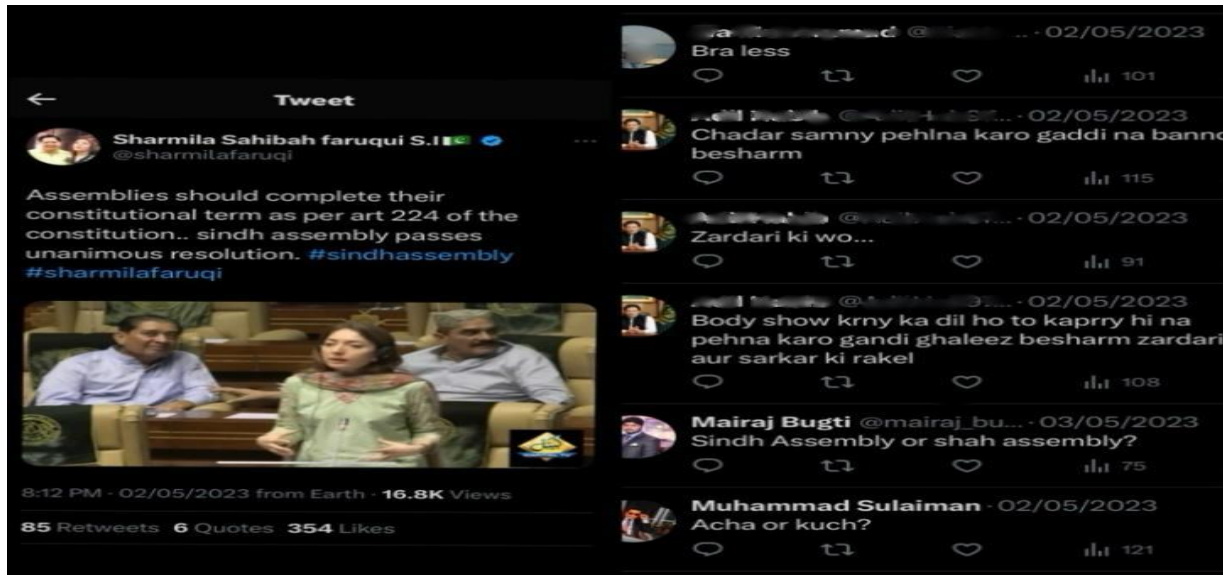 Tweet
Sharmila Sahibah faruqui S.I
@sharmilafaruqi
Assemblies should complete their
constitutional term as per art 224 of the
constitution.. sindh assembly passes
unanimous resolution. #sindhassembly
#sharmilafaruqi
8:12 PM · 02/05/2023 from Earth · 16.8K Views
85 Retweets 6 Quotes 354 Likes
@ ... · 02/05/2023
Bra less
101
@ ... · 02/05/2023
Chadar samny pehlna karo gaddi na banno
besharm
115
@ ... · 02/05/2023
Zardari ki wo...
91
@ ... · 02/05/2023
Body show krny ka dil ho to kaprry hi na
pehna karo gandi ghaleez besharm zardari
aur sarkar ki rakel
108
Mairaj Bugti @mairaj_bu... · 03/05/2023
Sindh Assembly or shah assembly?
75
Muhammad Sulaiman · 02/05/2023
Acha or kuch?
121